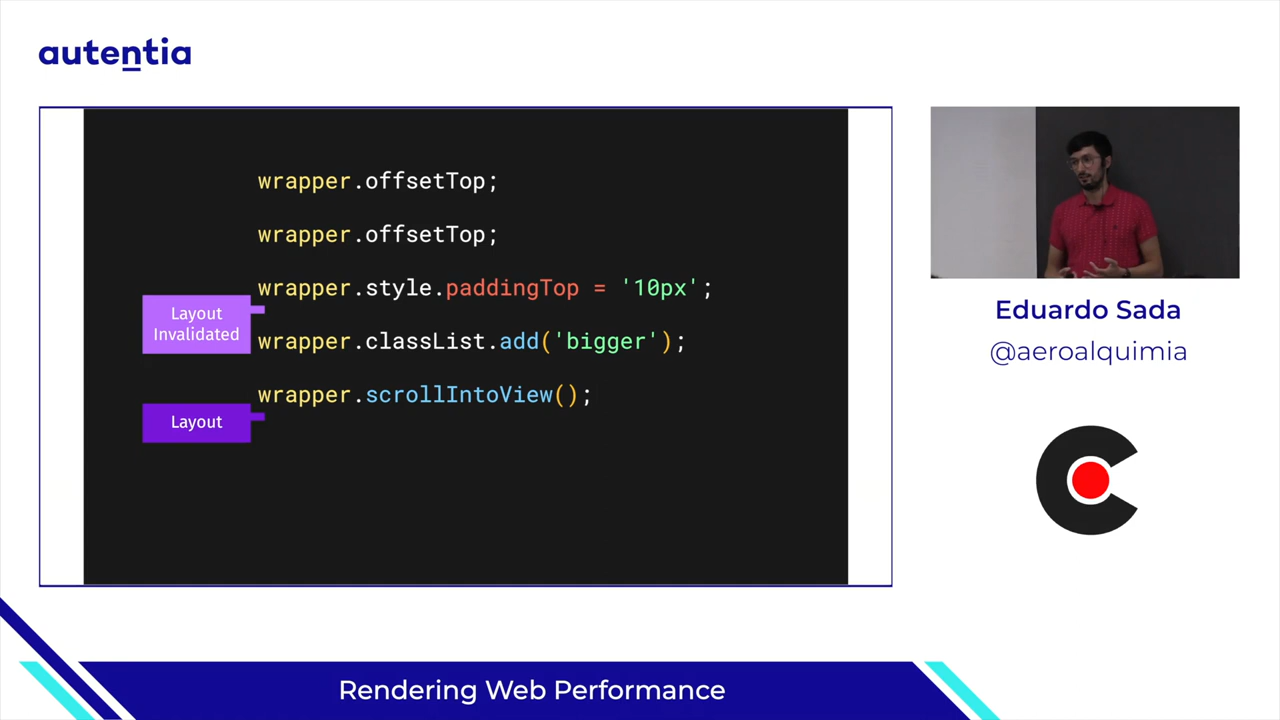 autentia
wrapper.offsetTop;
wrapper.offsetTop;
wrapper.style.paddingTop = '10px';
Layout
Invalidated
wrapper.classList.add('bigger');
wrapper.scrollIntoView();
Layout
Eduardo Sada
@aeroalquimia
Rendering Web Performance